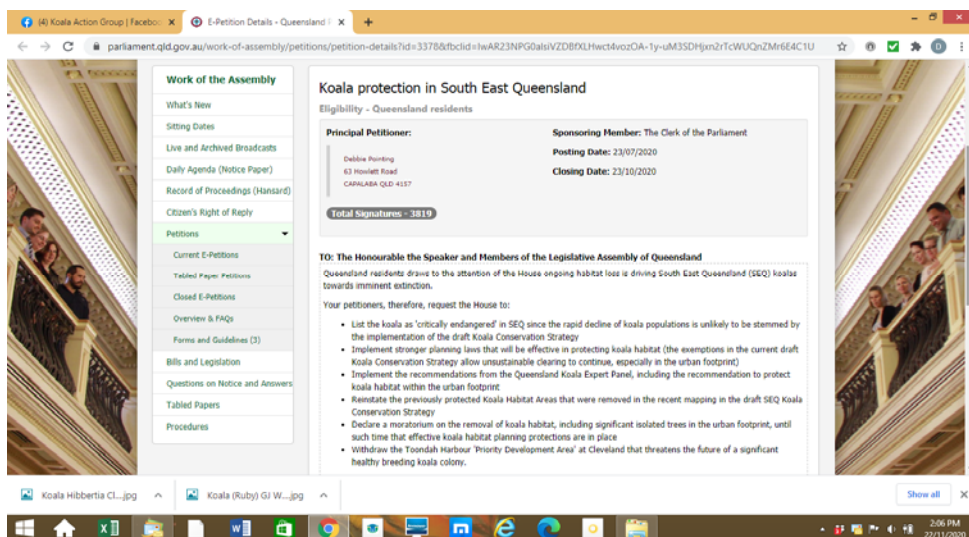 (4) Koala Action Group | Faceboo
E-Petition Details - Queensland P
parliament.qld.gov.au/work-of-assembly/petitions/petition-details?id=3378&fbclid=
D
Work of the Assembly
What's New
Sitting Dates
Live and Archived Broadcasts
Daily Agenda (Notice Paper)
Record of Proceedings (Hansard)
Citizen's Right of Reply
Petitions
Current E-Petitions
Tabled Paper Petitions
Closed E-Petitions
Overview & FAQs
Forms and Guidelines (3)
Bills and Legislation
Questions on Notice and Answers
Tabled Papers
Procedures
Koala protection in South East Queensland
Eligibility - Queensland residents
Principal Petitioner:
Debbie Pointing
63 Howlett Road
CAPALABA QLD 4157
Total Signatures - 3819
Sponsoring Member: The Clerk of the Parliament
Posting Date: 23/07/2020
Closing Date: 23/10/2020
TO: The Honourable the Speaker and Members of the Legislative Assembly of Queensland
Queensland residents draws to the attention of the House ongoing habitat loss is driving South East Queensland (SEQ) koalas
towards imminent extinction.
Your petitioners, therefore, request the House to:
• List the koala as 'critically endangered' in SEQ since the rapid decline of koala populations is unlikely to be stemmed by
the implementation of the draft Koala Conservation Strategy
• Implement stronger planning laws that will be effective in protecting koala habitat (the exemptions in the current draft
Koala Conservation Strategy allow unsustainable clearing to continue, especially in the urban footprint)
• Implement the recommendations from the Queensland Koala Expert Panel, including the recommendation to protect
koala habitat within the urban footprint
• Reinstate the previously protected Koala Habitat Areas that were removed in the recent mapping in the draft SEQ Koala
Conservation Strategy
• Declare a moratorium on the removal of koala habitat, including significant isolated trees in the urban footprint, until
such time that effective koala habitat planning protections are in place
• Withdraw the Toondah Harbour 'Priority Development Area' at Cleveland that threatens the future of a significant
healthy breeding koala colony.
Koala Hibbertia Cl....jpg
Koala (Ruby) GJ W....jpg
Show all
2:06 PM
22/11/2020